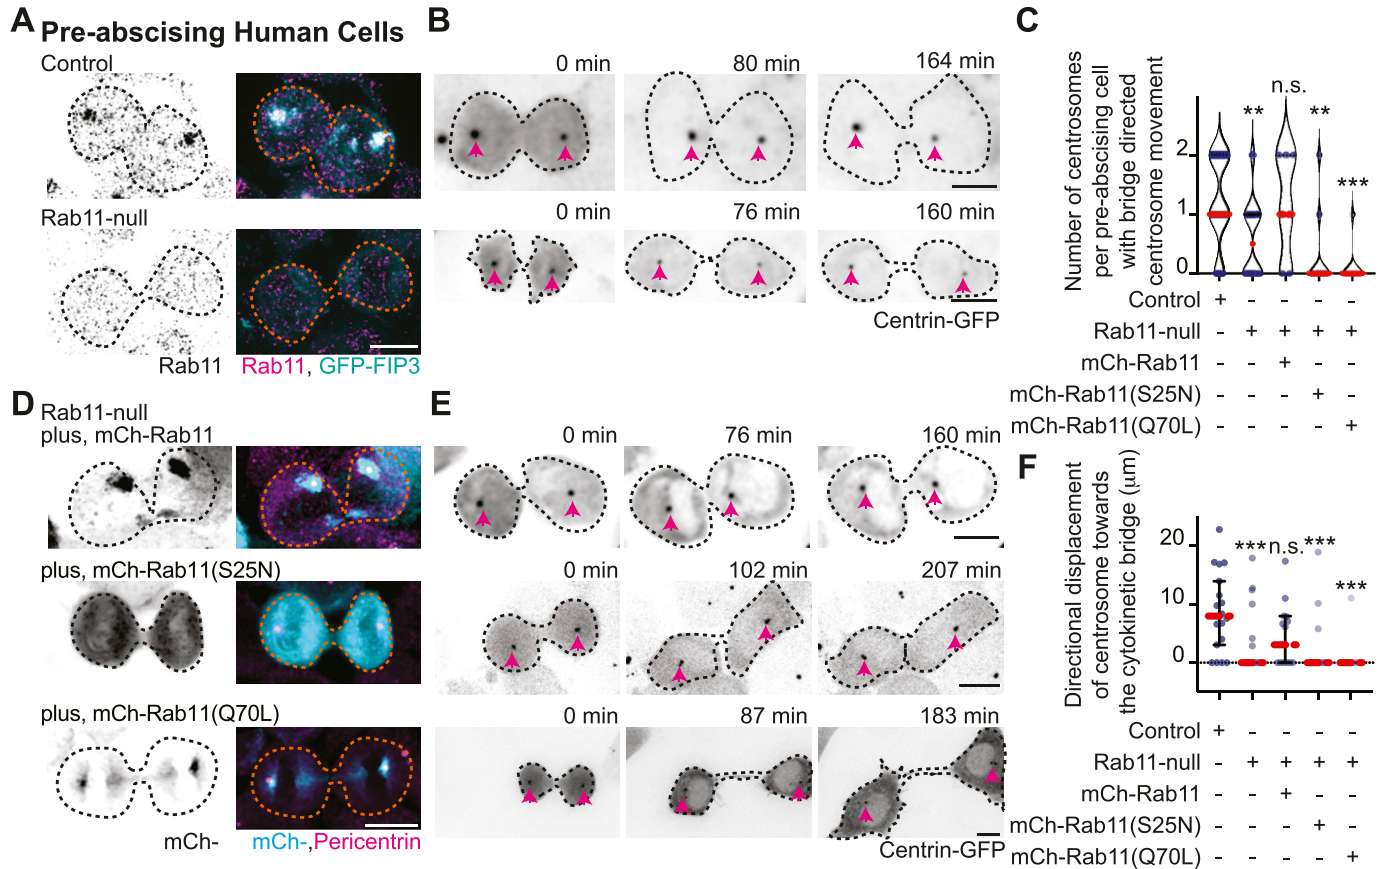 A Pre-abscising Human Cells
Control
Rab11-null
Rab11
Rab11, GFP-FIP3
B
0 min 80 min 164 min
0 min 76 min 160 min
Centrin-GFP
C
Number of centrosomes
per pre-abscising cell
with bridge directed
centrosome movement
2
1
0
** n.s. ** ***
Control + - - - -
Rab11-null - + + + +
mCh-Rab11 - - + - -
mCh-Rab11(S25N) - - - + -
mCh-Rab11(Q70L) - - - - +
D
Rab11-null
plus, mCh-Rab11
plus, mCh-Rab11(S25N)
plus, mCh-Rab11(Q70L)
mCh-
mCh-,Pericentrin
E
0 min 76 min 160 min
0 min 102 min 207 min
0 min 87 min 183 min
Centrin-GFP
F
Directional displacement
of centrosome towards
the cytokinetic bridge (μm)
20
10
0
*** n.s. *** ***
Control + - - - -
Rab11-null - + + + +
mCh-Rab11 - - + - -
mCh-Rab11(S25N) - - - + -
mCh-Rab11(Q70L) - - - - +